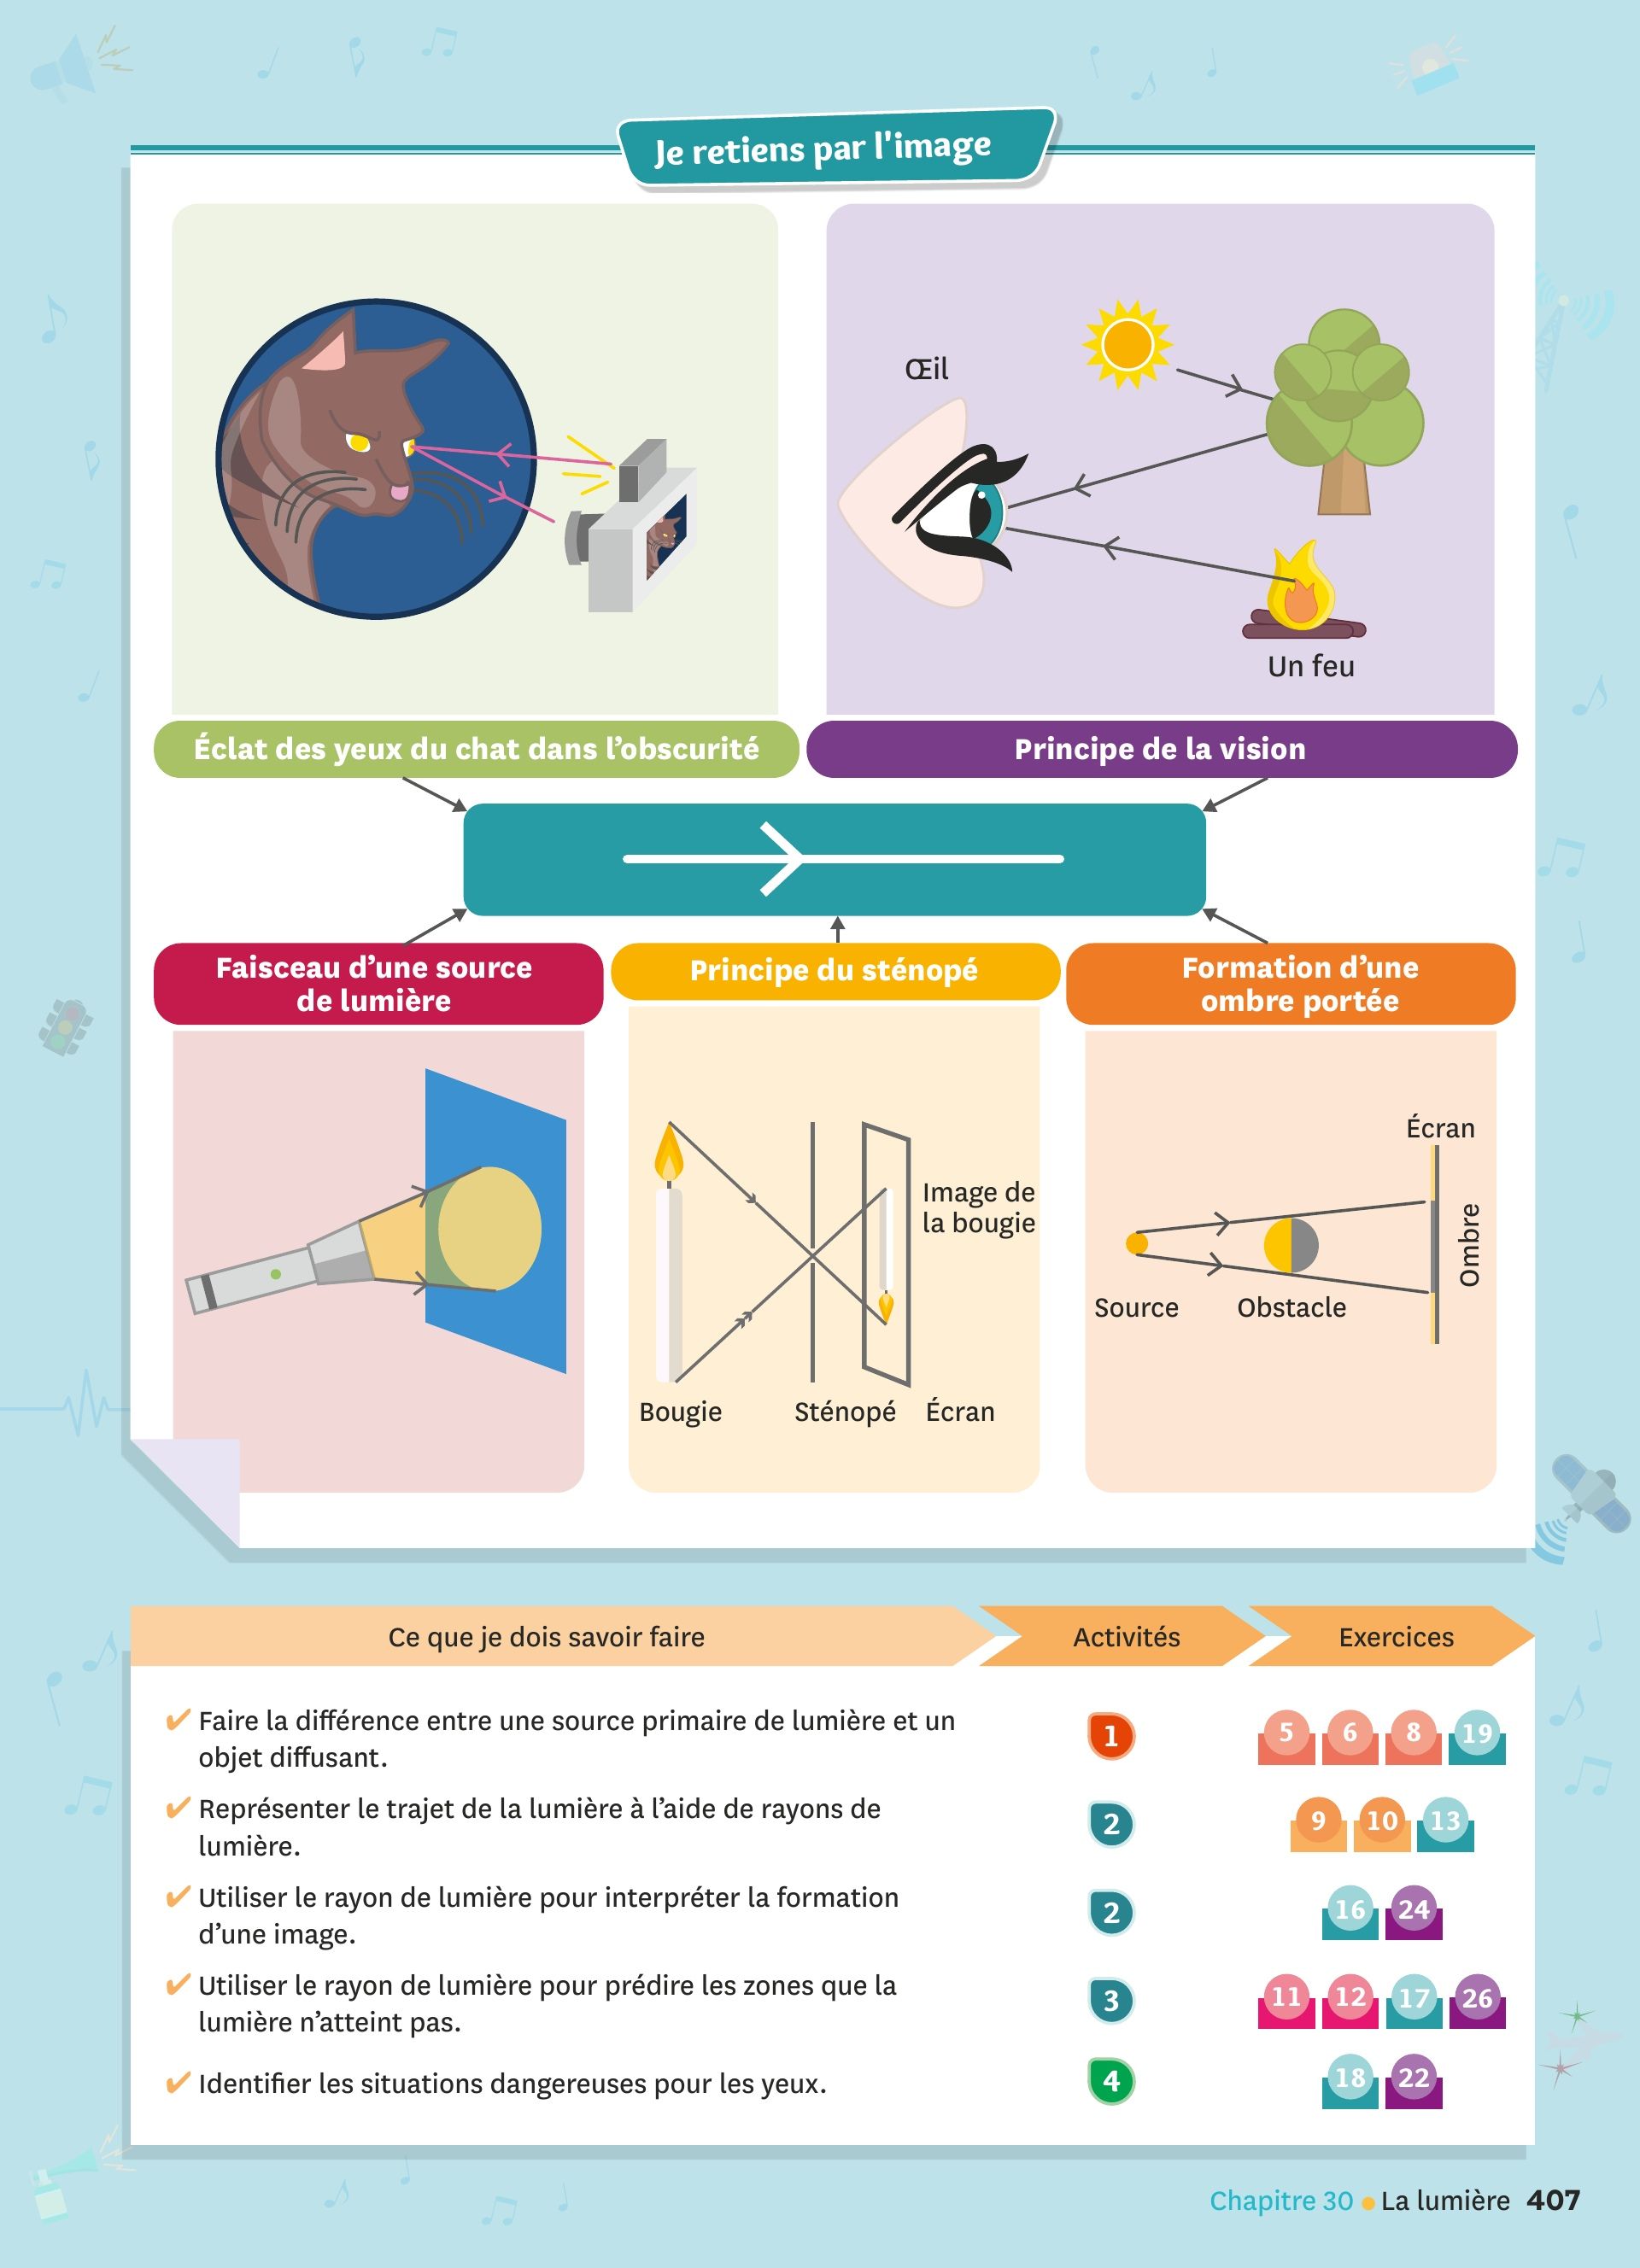 Je retiens par l'image
Œil
Un feu
Éclat des yeux du chat dans l’obscurité
Principe de la vision
Faisceau d’une source
de lumière
Principe du sténopé
Formation d’une
ombre portée
Image de
la bougie
Bougie
Sténopé
Écran
Écran
Ombre
Source
Obstacle
Ce que je dois savoir faire
Activités
Exercices
✔ Faire la différence entre une source primaire de lumière et un
objet diffusant.
1
5 6 8 19
✔ Représenter le trajet de la lumière à l’aide de rayons de
lumière.
2
9 10 13
✔ Utiliser le rayon de lumière pour interpréter la formation
d’une image.
2
16 24
✔ Utiliser le rayon de lumière pour prédire les zones que la
lumière n’atteint pas.
3
11 12 17 26
✔ Identifier les situations dangereuses pour les yeux.
4
18 22
Chapitre 30 • La lumière 407